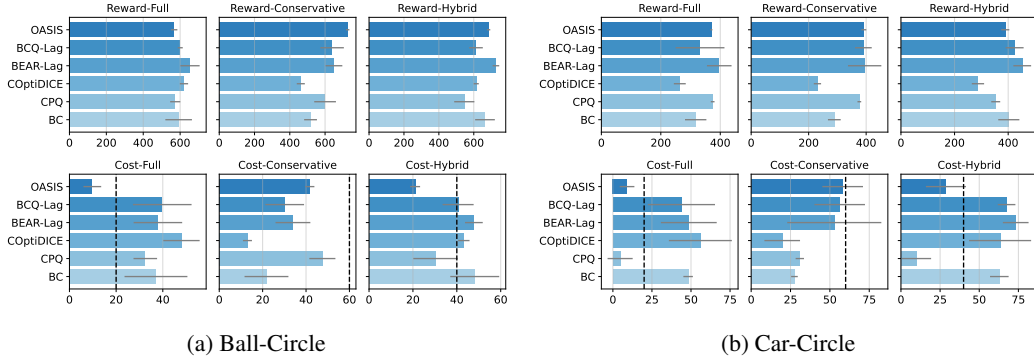 Reward-Full Reward-Conservative Reward-Hybrid
OASIS
BCQ-Lag
BEAR-Lag
COptiDICE
CPQ
BC
0 200 400 600 0 200 400 600 0 200 400 600
Cost-Full Cost-Conservative Cost-Hybrid
OASIS
BCQ-Lag
BEAR-Lag
COptiDICE
CPQ
BC
0 20 40 0 20 40 60 0 20 40 60
(a) Ball-Circle
Reward-Full Reward-Conservative Reward-Hybrid
OASIS
BCQ-Lag
BEAR-Lag
COptiDICE
CPQ
BC
0 200 400 0 200 400 0 200 400
Cost-Full Cost-Conservative Cost-Hybrid
OASIS
BCQ-Lag
BEAR-Lag
COptiDICE
CPQ
BC
0 25 50 75 0 25 50 75 0 25 50 75
(b) Car-Circle